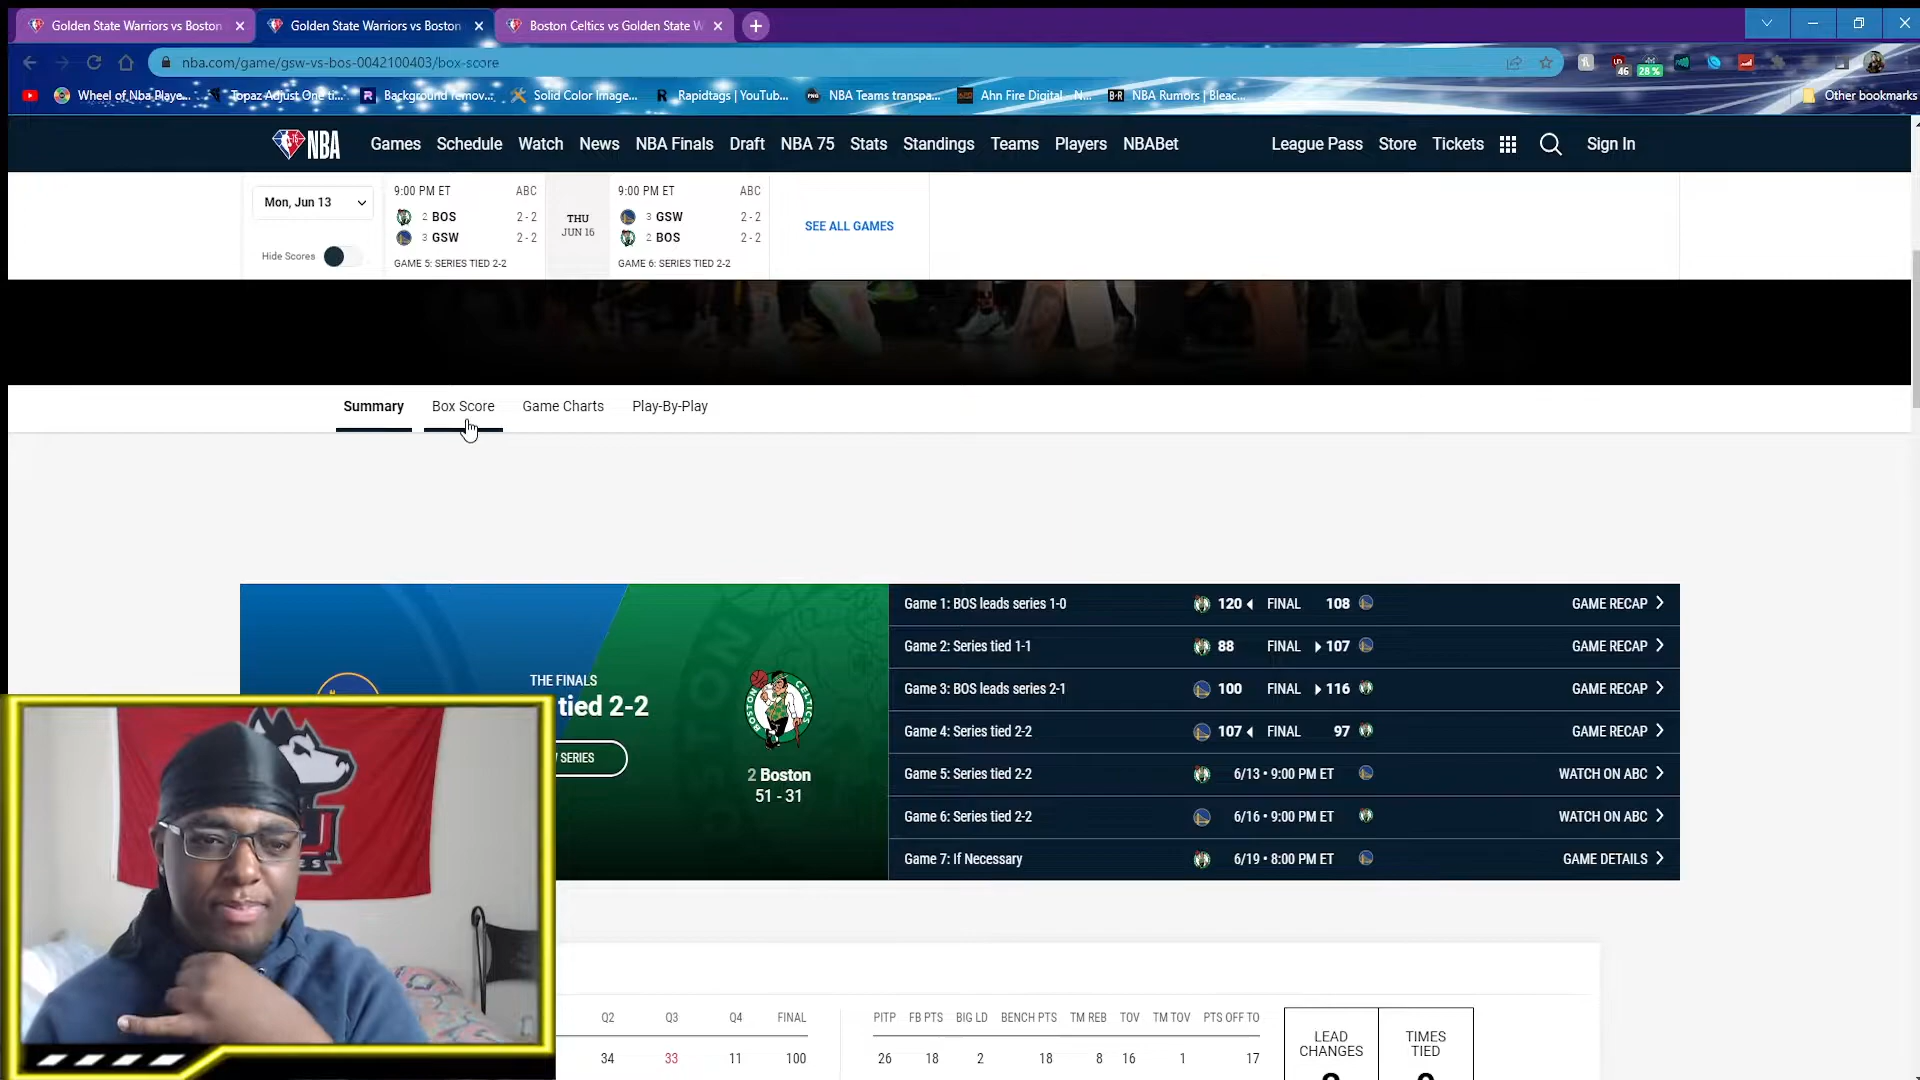 Golden State Warriors vs Boston
Golden State Warriors vs Boston
Boston Celtics vs Golden State W
nba.com/game/gsw-vs-bos-0042100403/box-score
46
28%
Wheel of Nba Playe...
Topaz Adjust One ti...
Background remov...
Solid Color Image...
Rapidtags | YouTub...
NBA Teams transpa...
Ahn Fire Digital - N...
B/R
NBA Rumors | Bleac...
Other bookmarks
NBA
Games
Schedule
Watch
News
NBA Finals
Draft
NBA 75
Stats
Standings
Teams
Players
NBABet
League Pass
Store
Tickets
Sign In
Mon, Jun 13
Hide Scores
9:00 PM ET ABC
2 BOS 2-2
3 GSW 2-2
GAME 5: SERIES TIED 2-2
THU
JUN 16
9:00 PM ET ABC
3 GSW 2-2
2 BOS 2-2
GAME 6: SERIES TIED 2-2
SEE ALL GAMES
Summary
Box Score
Game Charts
Play-By-Play
THE FINALS
tied 2-2
SERIES
BOSTON CELTICS
2 Boston
51 - 31
Game 1: BOS leads series 1-0 120 FINAL 108 GAME RECAP
Game 2: Series tied 1-1 88 FINAL 107 GAME RECAP
Game 3: BOS leads series 2-1 100 FINAL 116 GAME RECAP
Game 4: Series tied 2-2 107 FINAL 97 GAME RECAP
Game 5: Series tied 2-2 6/13 • 9:00 PM ET WATCH ON ABC
Game 6: Series tied 2-2 6/16 • 9:00 PM ET WATCH ON ABC
Game 7: If Necessary 6/19 • 8:00 PM ET GAME DETAILS
Q2 Q3 Q4 FINAL
34 33 11 100
PITP FB PTS BIG LD BENCH PTS TM REB TOV TM TOV PTS OFF TO
26 18 2 18 8 16 1 17
LEAD
CHANGES
TIMES
TIED